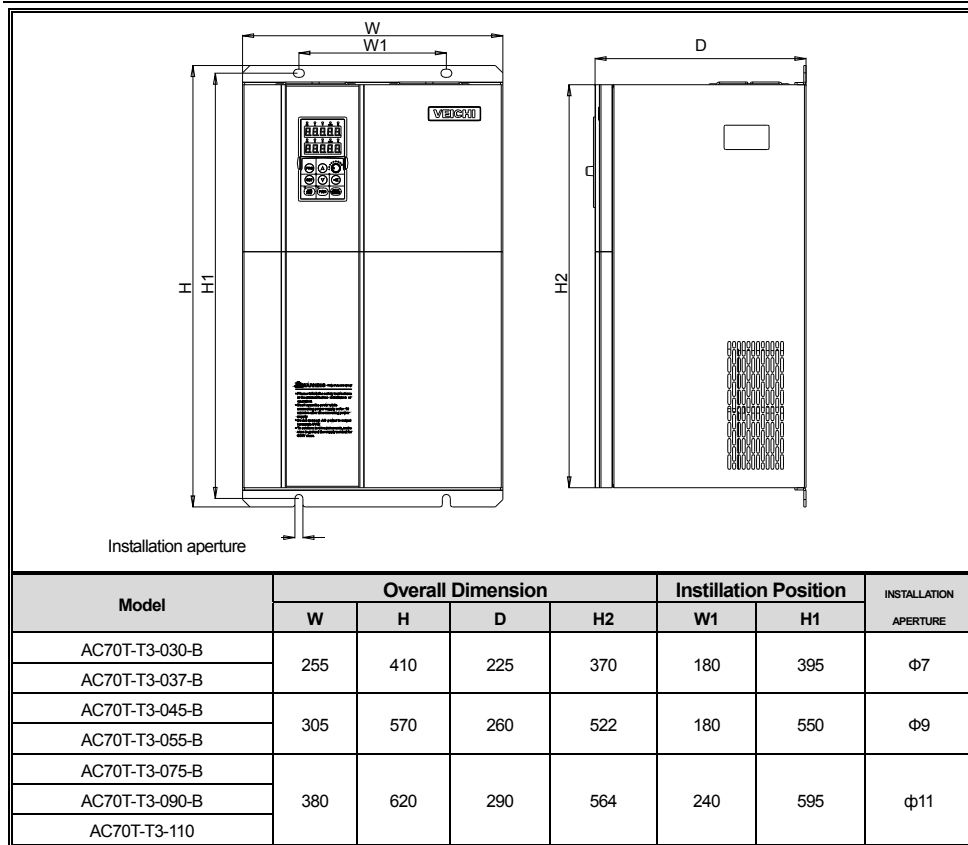 W
W1
D
VEICHI
H
H1
H2
Installation aperture
Model
Overall Dimension
Instillation Position
INSTALLATION
APERTURE
W
H
D
H2
W1
H1
AC70T-T3-030-B
255
410
225
370
180
395
Φ7
AC70T-T3-037-B
AC70T-T3-045-B
305
570
260
522
180
550
Φ9
AC70T-T3-055-B
AC70T-T3-075-B
AC70T-T3-090-B
380
620
290
564
240
595
ф11
AC70T-T3-110